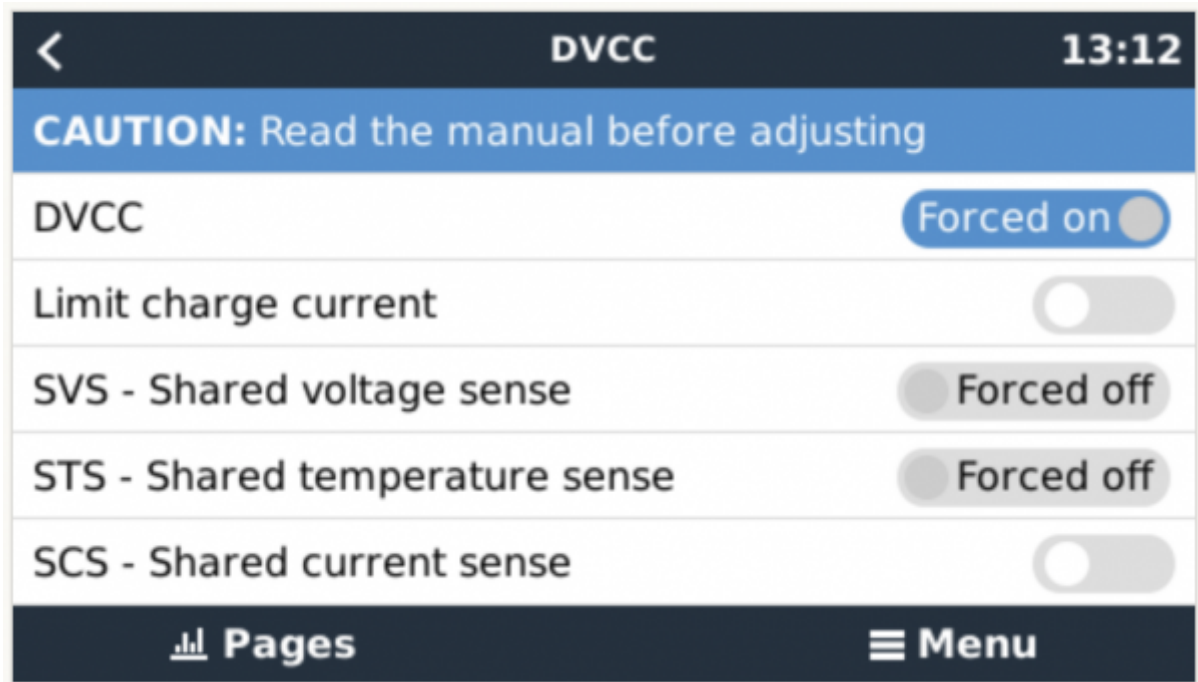 DVCC 13:12
CAUTION: Read the manual before adjusting
DVCC Forced on
Limit charge current
SVS - Shared voltage sense Forced off
STS - Shared temperature sense Forced off
SCS - Shared current sense
Pages Menu